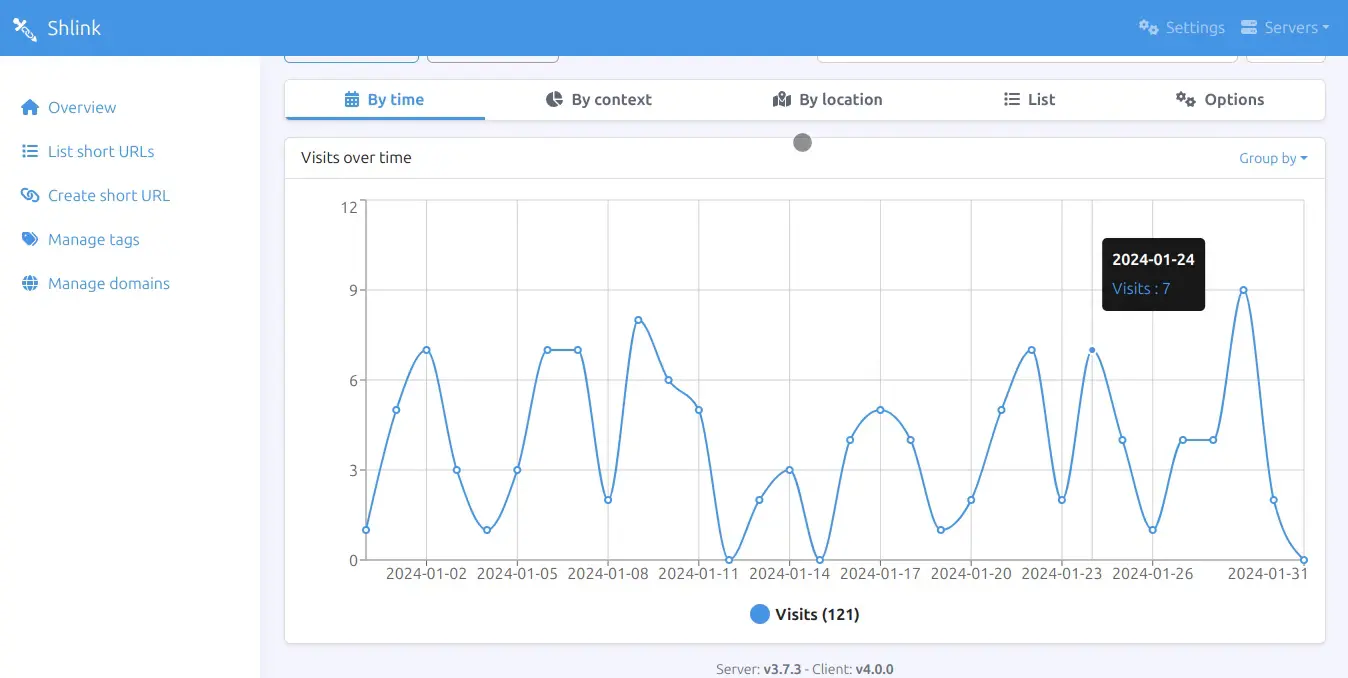 Shlink
Settings
Servers
Overview
List short URLs
Create short URL
Manage tags
Manage domains
By time
By context
By location
List
Options
Visits over time
Group by
12
9
6
3
0
2024-01-24
Visits : 7
2024-01-02 2024-01-05 2024-01-08 2024-01-11 2024-01-14 2024-01-17 2024-01-20 2024-01-23 2024-01-26 2024-01-31
Visits (121)
Server: v3.7.3 - Client: v4.0.0